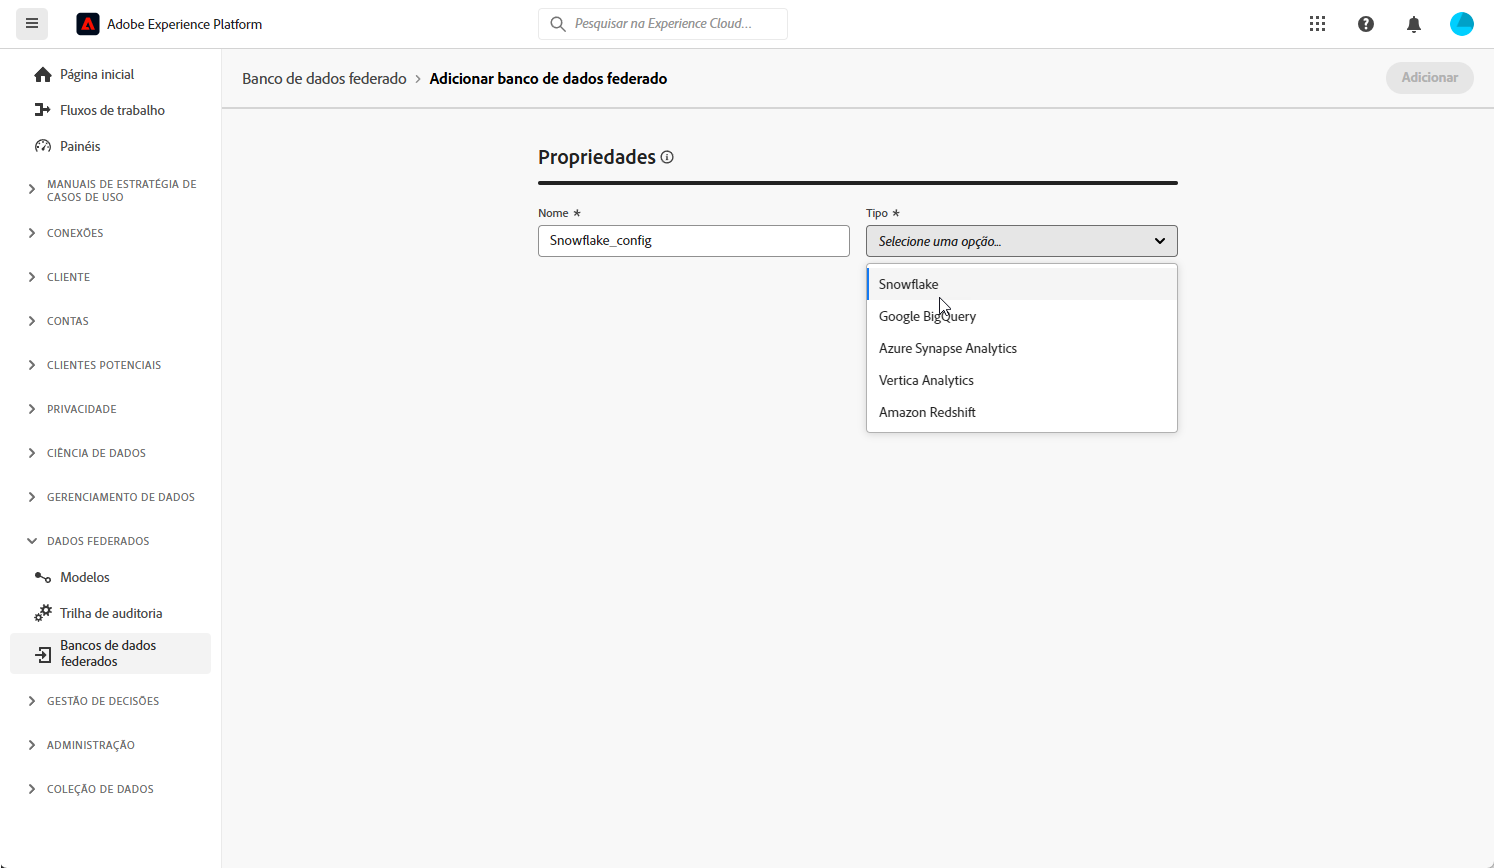 Adobe Experience Platform
Pesquisar na Experience Cloud...
Página inicial
Fluxos de trabalho
Painéis
MANUAIS DE ESTRATÉGIA DE
CASOS DE USO
CONEXÕES
CLIENTE
CONTAS
CLIENTES POTENCIAIS
PRIVACIDADE
CIÊNCIA DE DADOS
GERENCIAMENTO DE DADOS
DADOS FEDERADOS
Modelos
Trilha de auditoria
Bancos de dados
federados
GESTÃO DE DECISÕES
ADMINISTRAÇÃO
COLEÇÃO DE DADOS
Banco de dados federado > Adicionar banco de dados federado
Adicionar
Propriedades
Nome *
Snowflake_config
Tipo *
Selecione uma opção...
Snowflake
Google BigQuery
Azure Synapse Analytics
Vertica Analytics
Amazon Redshift